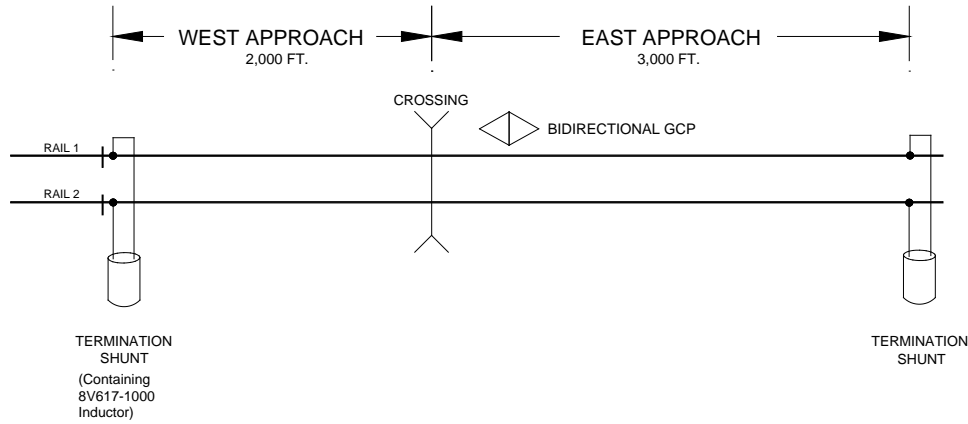 WEST APPROACH
2,000 FT.
EAST APPROACH
3,000 FT.
CROSSING
BIDIRECTIONAL GCP
RAIL 1
RAIL 2
TERMINATION
SHUNT
(Containing
8V617-1000
Inductor)
TERMINATION
SHUNT